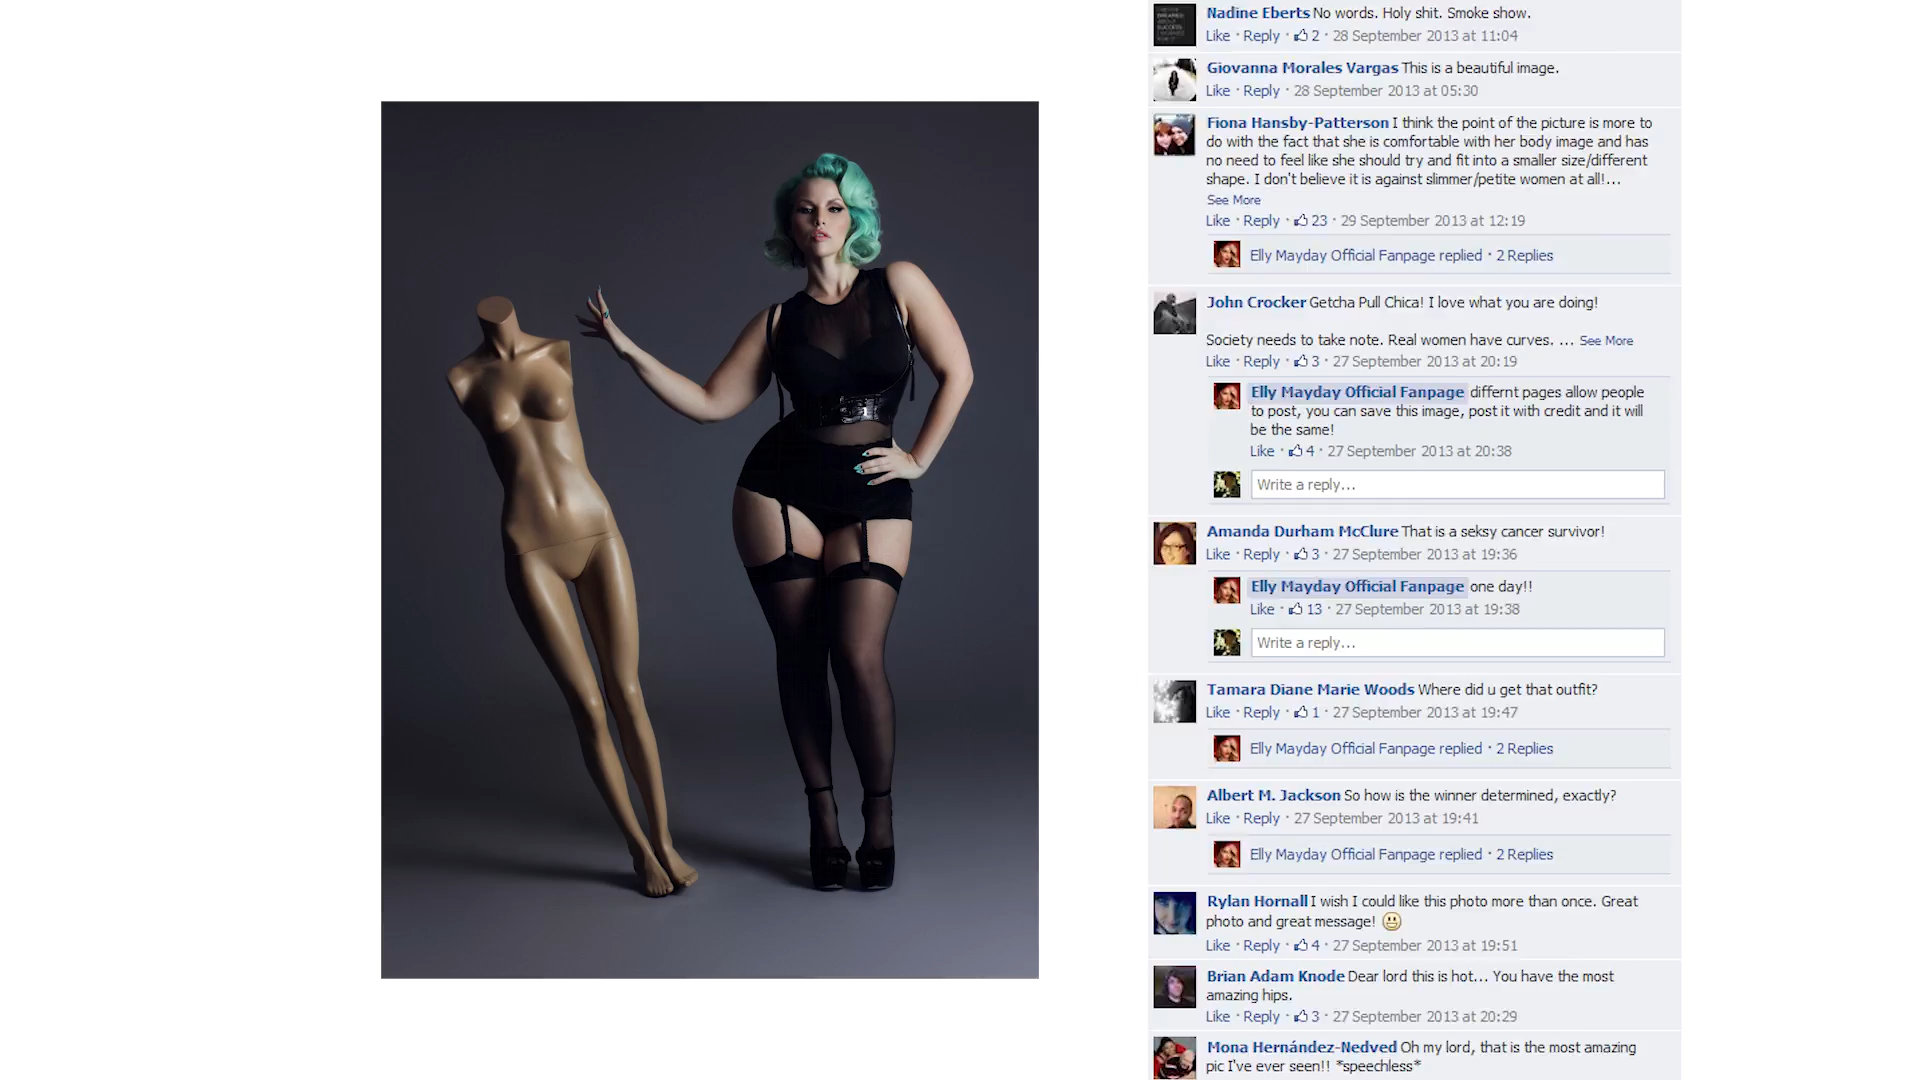 Nadine Eberts No words. Holy shit. Smoke show.
Like · Reply · 2 · 28 September 2013 at 11:04
Giovanna Morales Vargas This is a beautiful image.
Like · Reply · 28 September 2013 at 05:30
Fiona Hansby-Patterson I think the point of the picture is more to
do with the fact that she is comfortable with her body image and has
no need to feel like she should try and fit into a smaller size/different
shape. I don't believe it is against slimmer/petite women at all!...
See More
Like · Reply · 23 · 29 September 2013 at 12:19
Elly Mayday Official Fanpage replied · 2 Replies
John Crocker Getcha Pull Chica! I love what you are doing!
Society needs to take note. Real women have curves. ... See More
Like · Reply · 3 · 27 September 2013 at 20:19
Elly Mayday Official Fanpage differnt pages allow people
to post, you can save this image, post it with credit and it will
be the same!
Like · 4 · 27 September 2013 at 20:38
Write a reply...
Amanda Durham McClure That is a seksy cancer survivor!
Like · Reply · 3 · 27 September 2013 at 19:36
Elly Mayday Official Fanpage one day!!
Like · 13 · 27 September 2013 at 19:38
Write a reply...
Tamara Diane Marie Woods Where did u get that outfit?
Like · Reply · 1 · 27 September 2013 at 19:47
Elly Mayday Official Fanpage replied · 2 Replies
Albert M. Jackson So how is the winner determined, exactly?
Like · Reply · 27 September 2013 at 19:41
Elly Mayday Official Fanpage replied · 2 Replies
Rylan Hornall I wish I could like this photo more than once. Great
photo and great message!
Like · Reply · 4 · 27 September 2013 at 19:51
Brian Adam Knode Dear lord this is hot... You have the most
amazing hips.
Like · Reply · 3 · 27 September 2013 at 20:29
Mona Hernández-Nedved Oh my lord, that is the most amazing
pic I've ever seen!! *speechless*